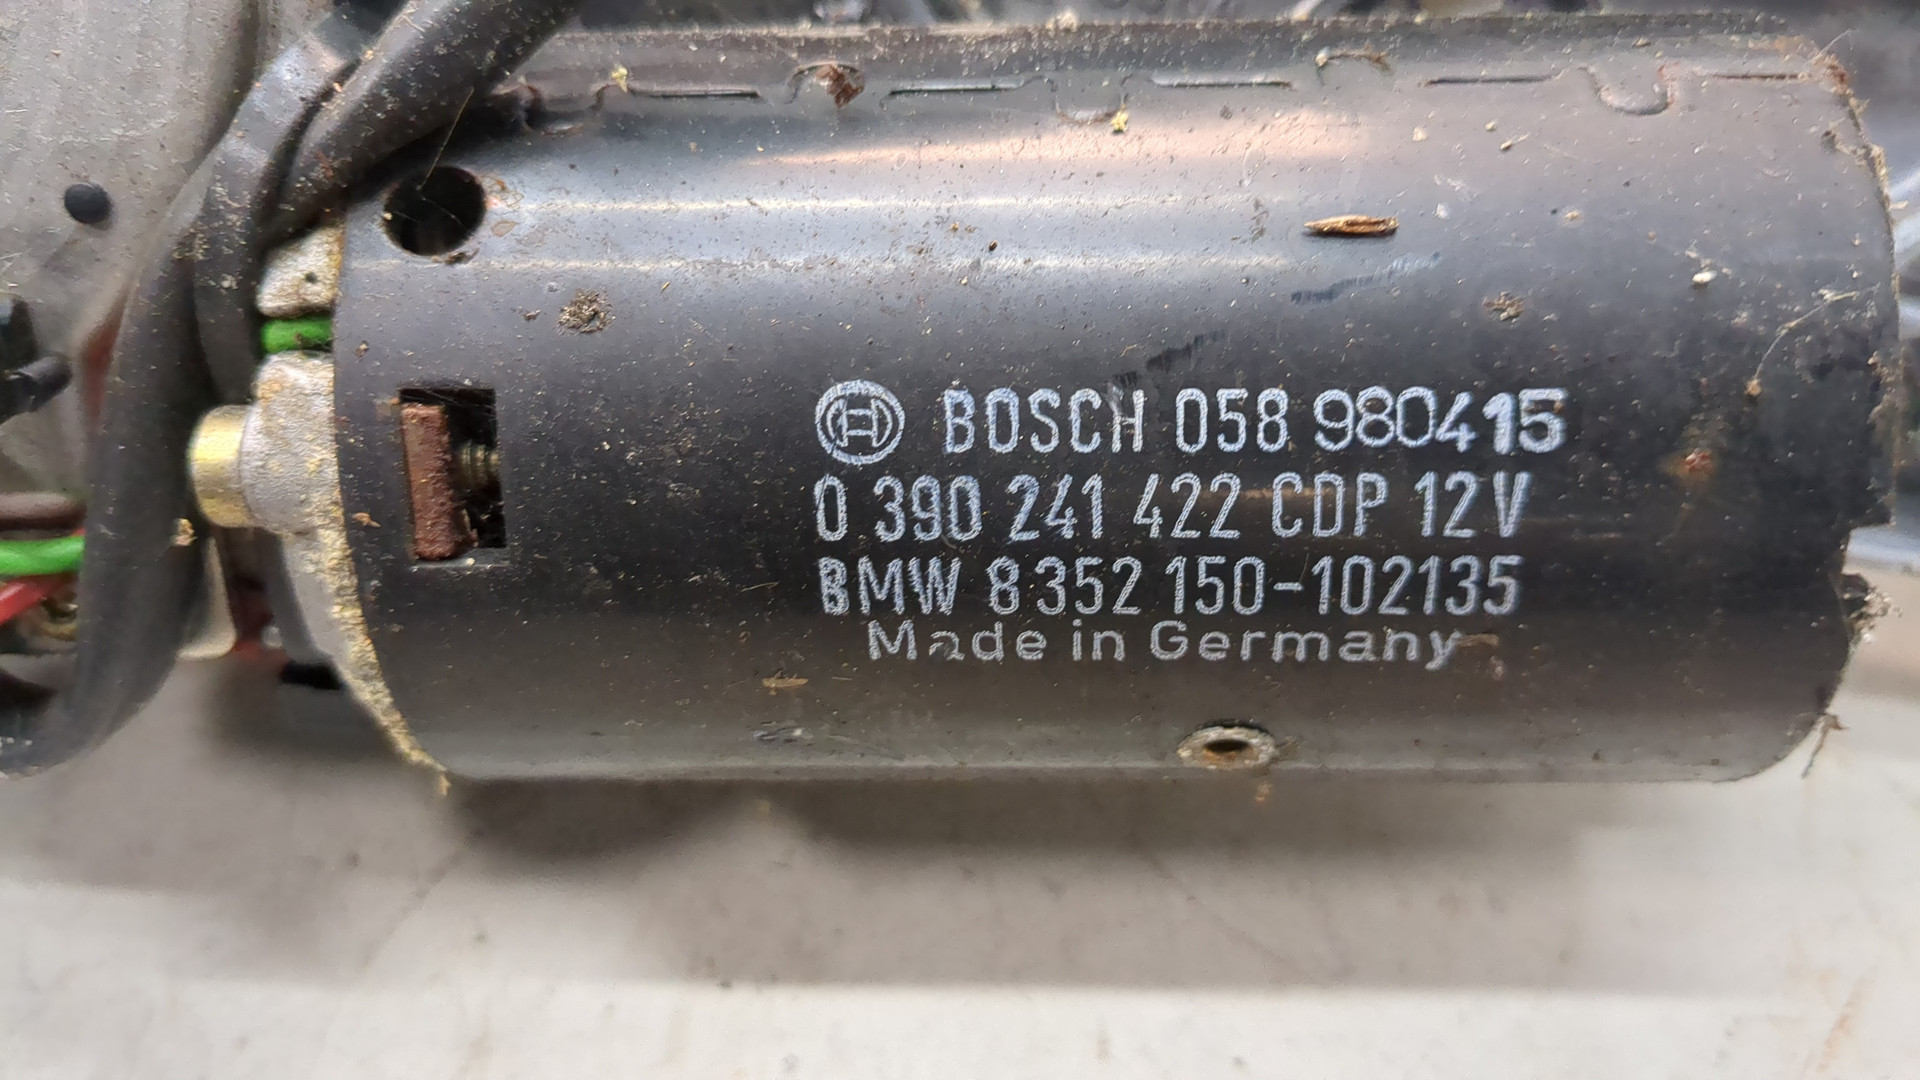 BOSCH 058 980415
0 390 241 422 CDP 12V
BMW 8 352 150-102135
Made in Germany